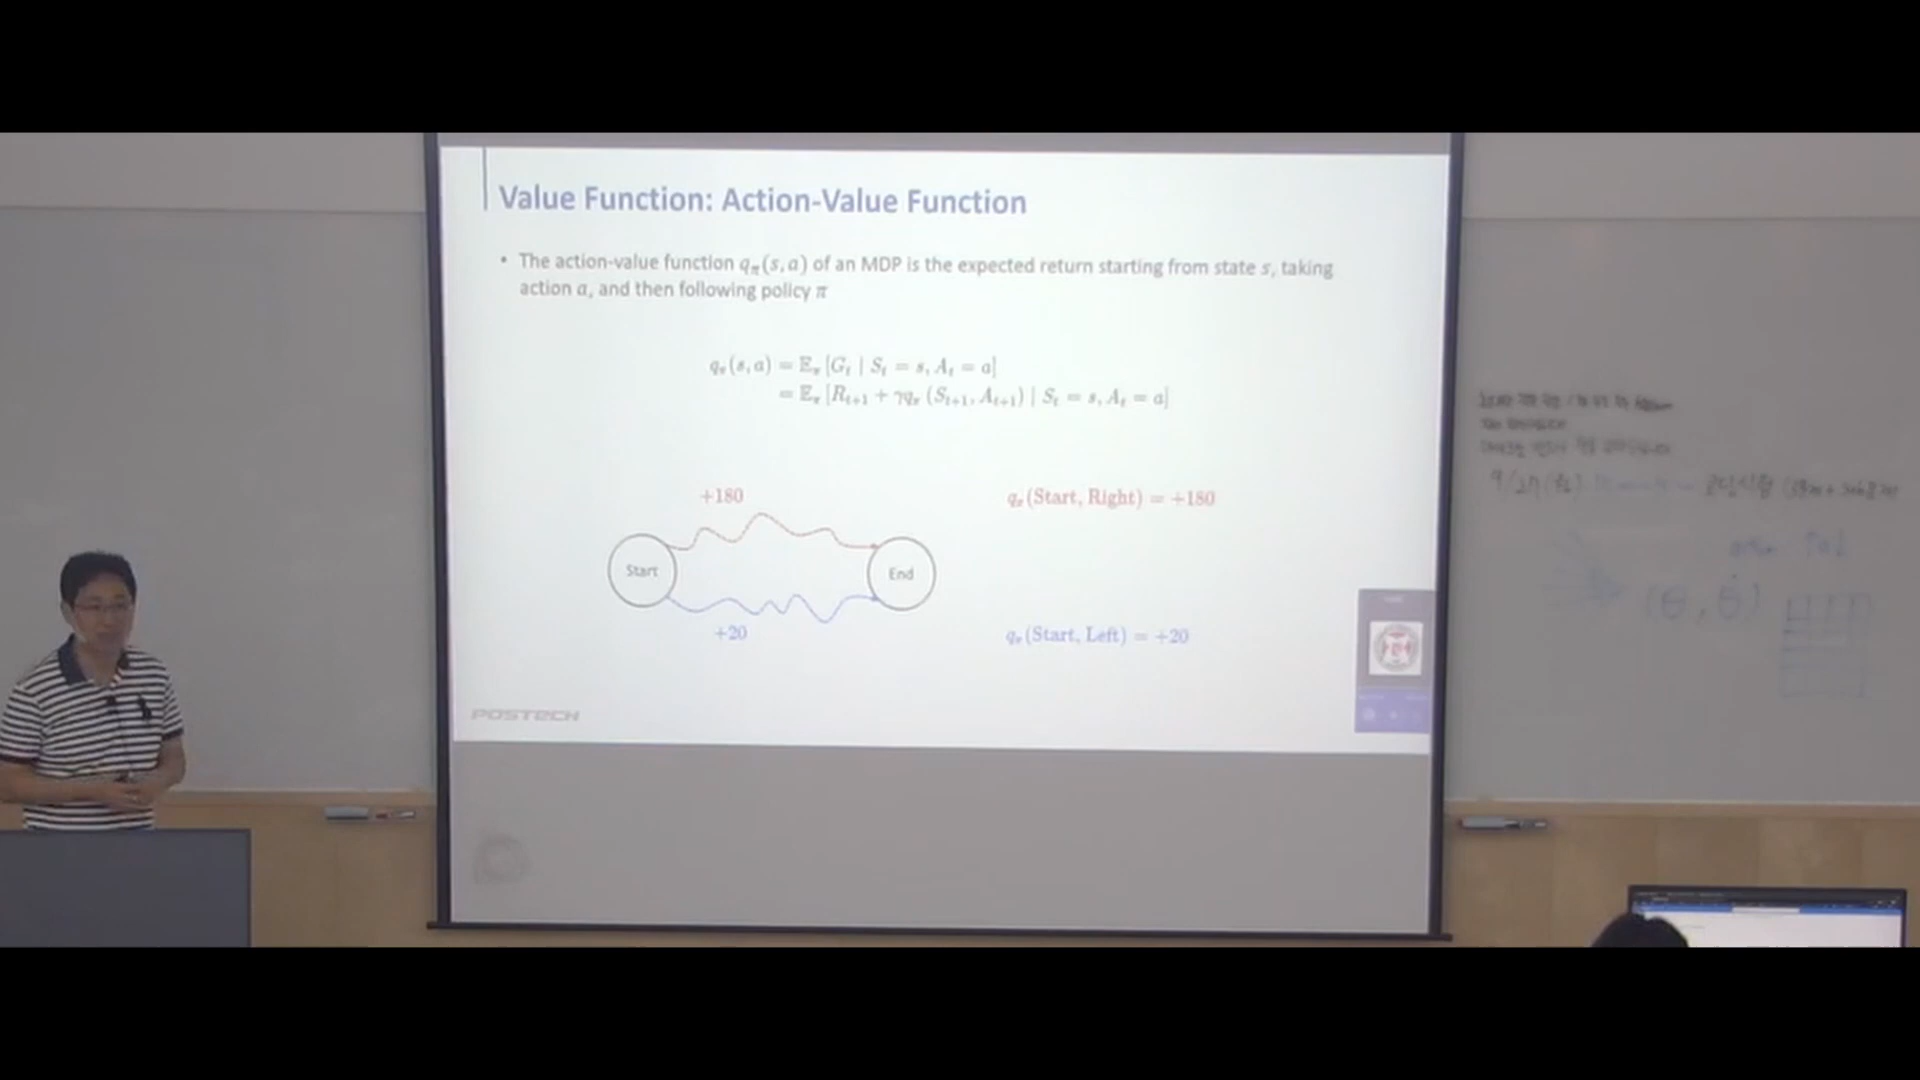 Value Function: Action-Value Function
• The action-value function qπ(s, a) of an MDP is the expected return starting from state s, taking
action a, and then following policy π
qπ(s, a) = 𝔼π [Gt | St = s, At = a]
= 𝔼π [Rt+1 + γqπ (St+1, At+1) | St = s, At = a]
+180
qπ(Start, Right) = +180
Start
End
+20
qπ(Start, Left) = +20
POSTECH
(θ, θ̇)